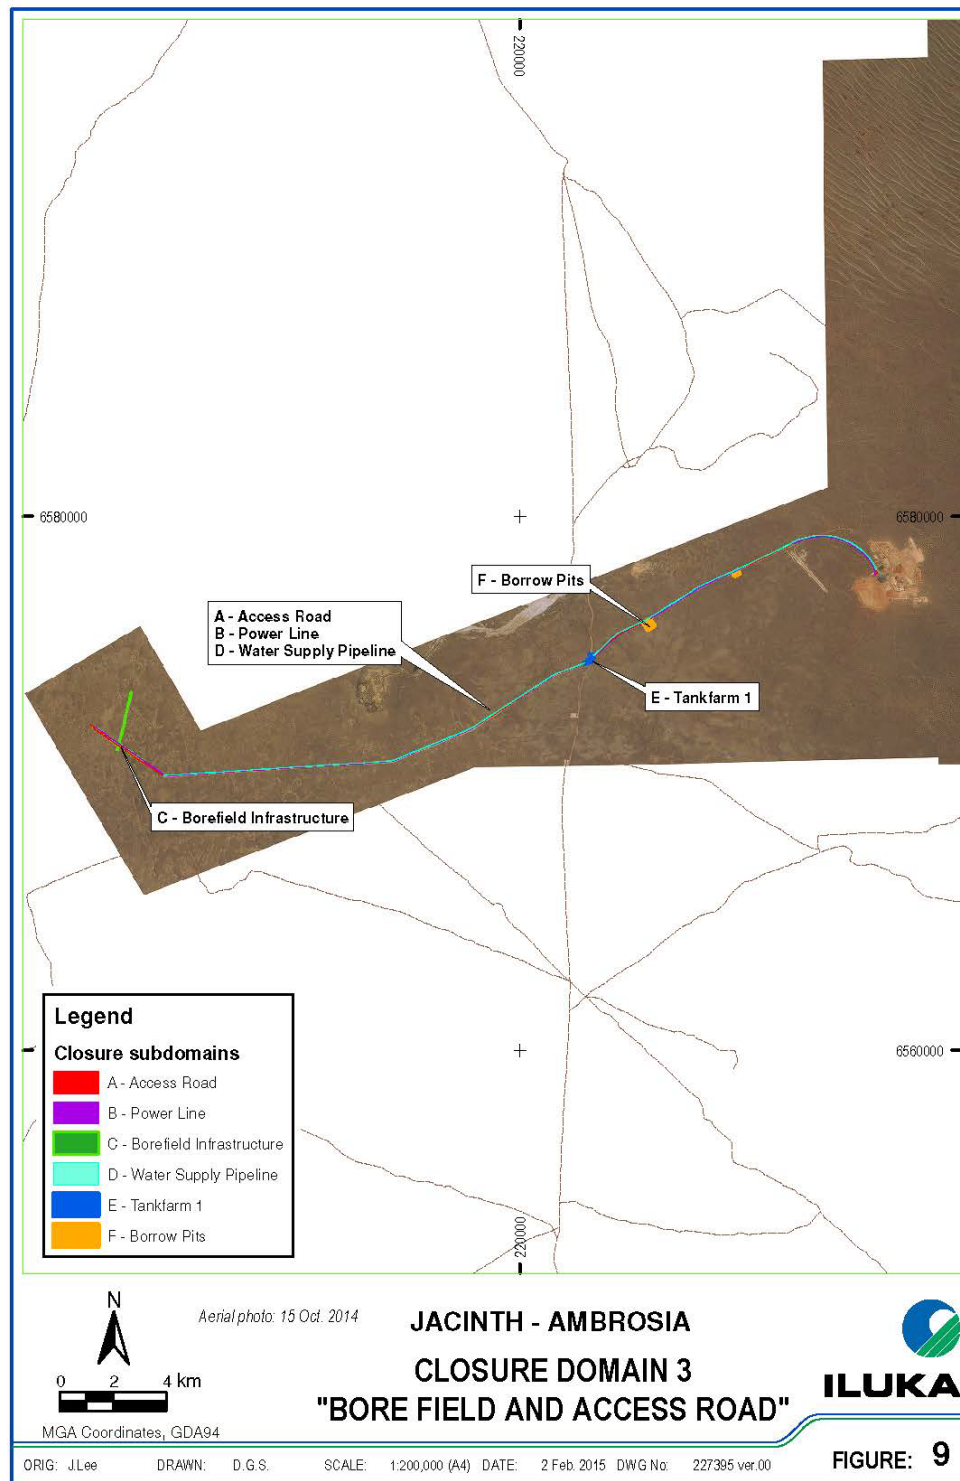 220000
6580000
6580000
F - Borrow Pits
A - Access Road
B - Power Line
D - Water Supply Pipeline
E - Tankfarm 1
C - Borefield Infrastructure
Legend
Closure subdomains
A - Access Road
B - Power Line
C - Borefield Infrastructure
D - Water Supply Pipeline
E - Tankfarm 1
F - Borrow Pits
6560000
220000
N
0 2 4 km
MGA Coordinates, GDA94
Aerial photo: 15 Oct. 2014
JACINTH - AMBROSIA
CLOSURE DOMAIN 3
"BORE FIELD AND ACCESS ROAD"
ILUKA
ORIG: J.Lee DRAWN: D.G.S. SCALE: 1:200,000 (A4) DATE: 2 Feb. 2015 DWG No: 227395 ver.00
FIGURE: 9